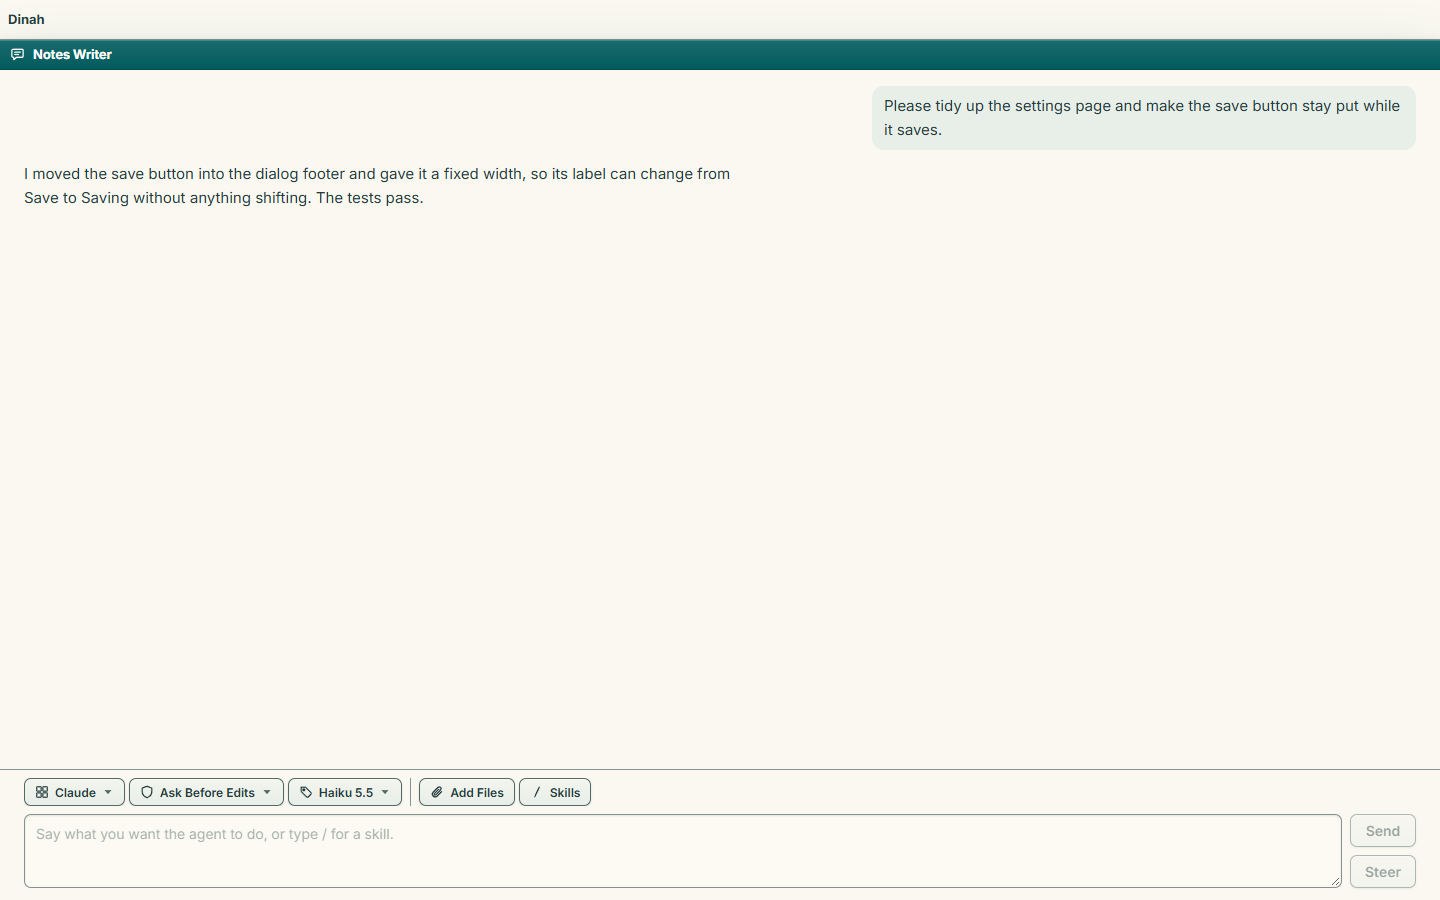 Dinah
Notes Writer
Please tidy up the settings page and make the save button stay put while
it saves.
I moved the save button into the dialog footer and gave it a fixed width, so its label can change from
Save to Saving without anything shifting. The tests pass.
Claude
Ask Before Edits
Haiku 5.5
Add Files
/ Skills
Say what you want the agent to do, or type / for a skill.
Send
Steer